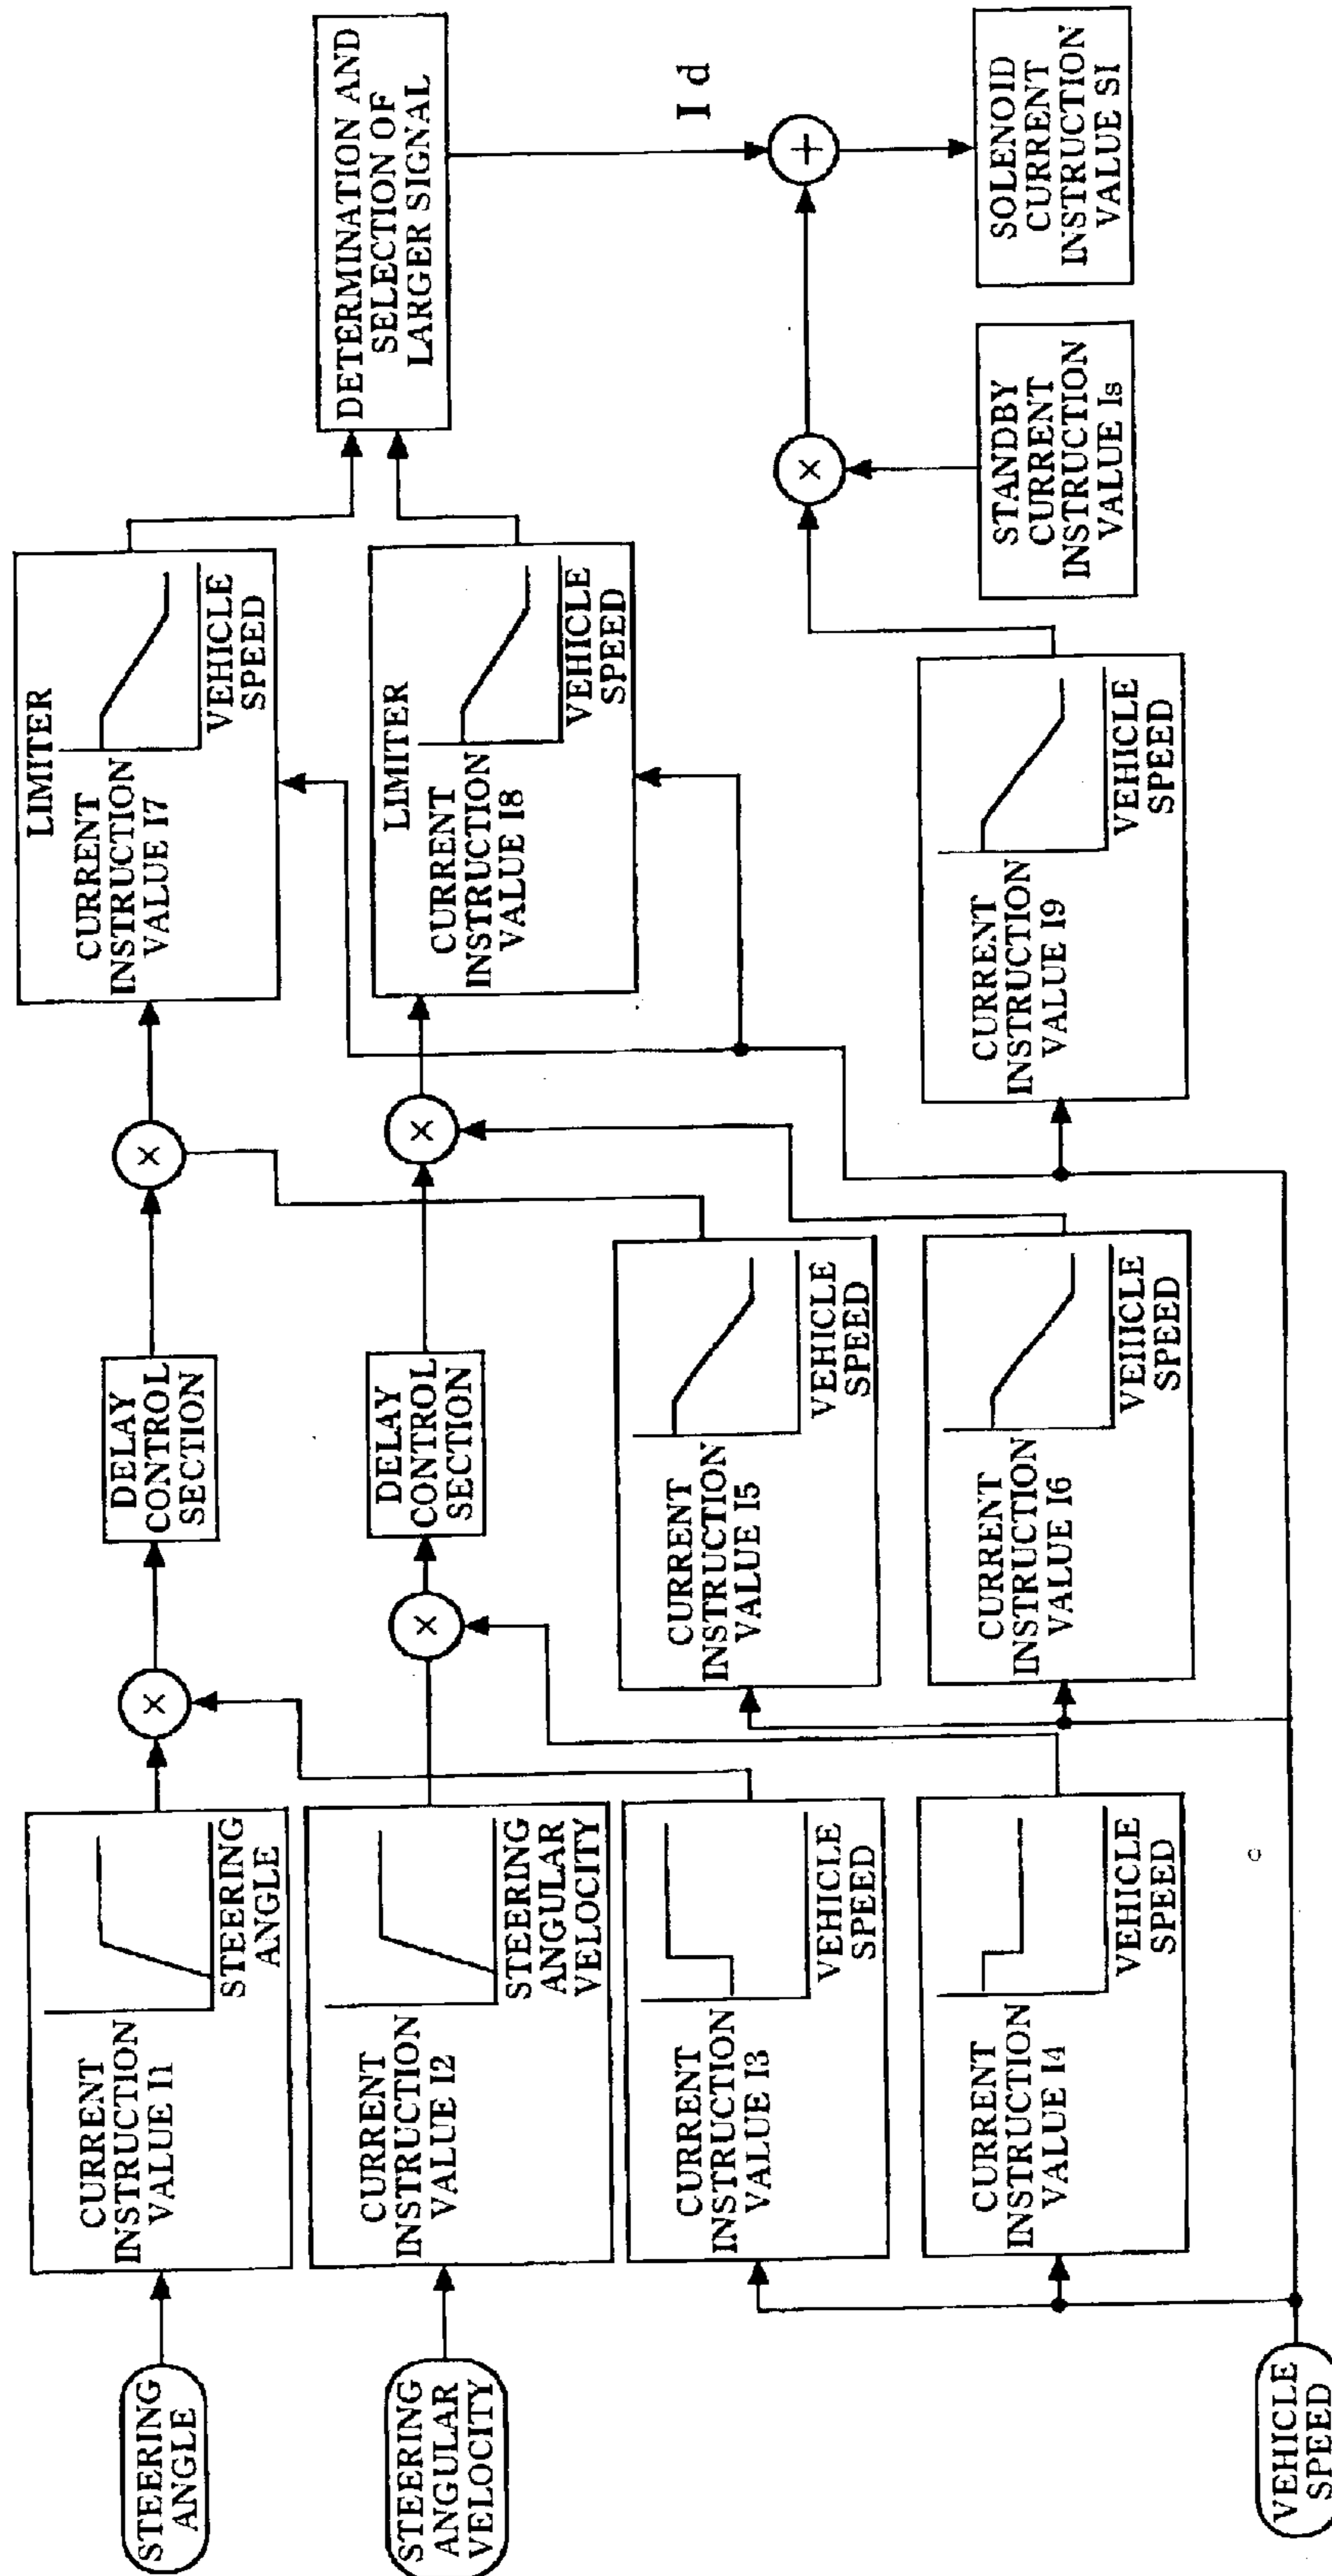 STEERING
ANGLE
STEERING
ANGULAR
VELOCITY
VEHICLE
SPEED
CURRENT
INSTRUCTION
VALUE I1
STEERING
ANGLE
CURRENT
INSTRUCTION
VALUE I2
STEERING
ANGULAR
VELOCITY
CURRENT
INSTRUCTION
VALUE I3
VEHICLE
SPEED
CURRENT
INSTRUCTION
VALUE I4
VEHICLE
SPEED
×
×
DELAY
CONTROL
SECTION
DELAY
CONTROL
SECTION
CURRENT
INSTRUCTION
VALUE I5
VEHICLE
SPEED
CURRENT
INSTRUCTION
VALUE I6
VEHICLE
SPEED
×
×
LIMITER
CURRENT
INSTRUCTION
VALUE I7
VEHICLE
SPEED
LIMITER
CURRENT
INSTRUCTION
VALUE I8
VEHICLE
SPEED
CURRENT
INSTRUCTION
VALUE I9
VEHICLE
SPEED
DETERMINATION AND
SELECTION OF
LARGER SIGNAL
×
STANDBY
CURRENT
INSTRUCTION
VALUE Is
I d
+
SOLENOID
CURRENT
INSTRUCTION
VALUE SI